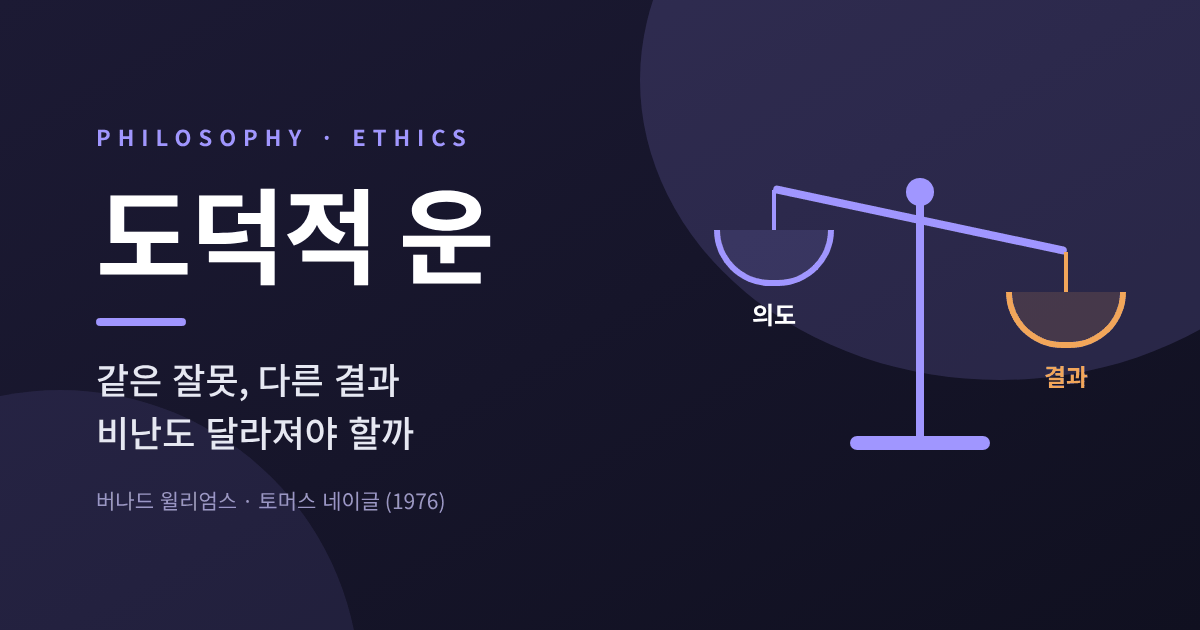 PHILOSOPHY · ETHICS
도덕적 운
같은 잘못, 다른 결과
비난도 달라져야 할까
버나드 윌리엄스 · 토머스 네이글 (1976)
의도
결과